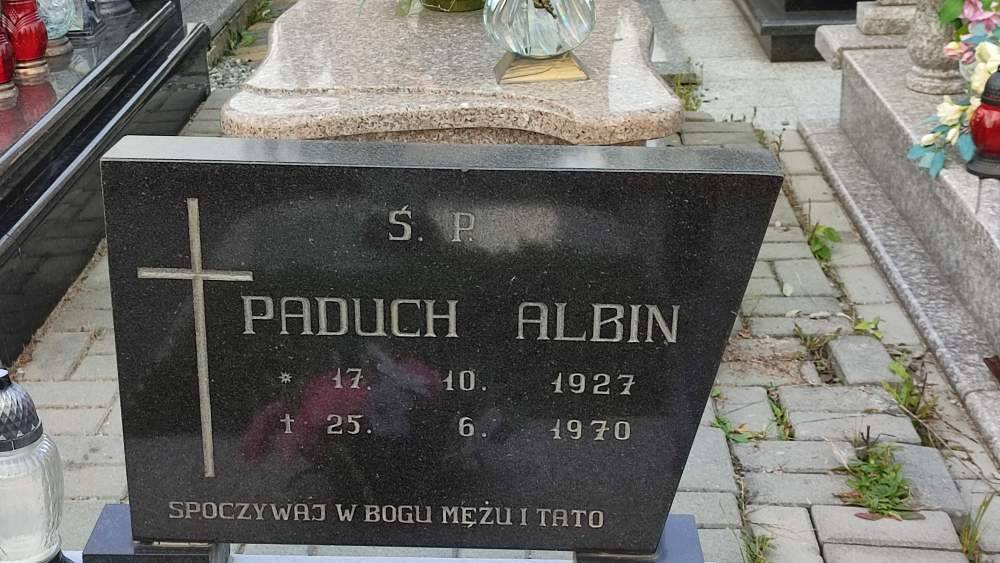 Ś. P.
PADUCH ALBIN
* 17. 10. 1927
† 25. 6. 1970
SPOCZYWAJ W BOGU MĘŻU I TATO